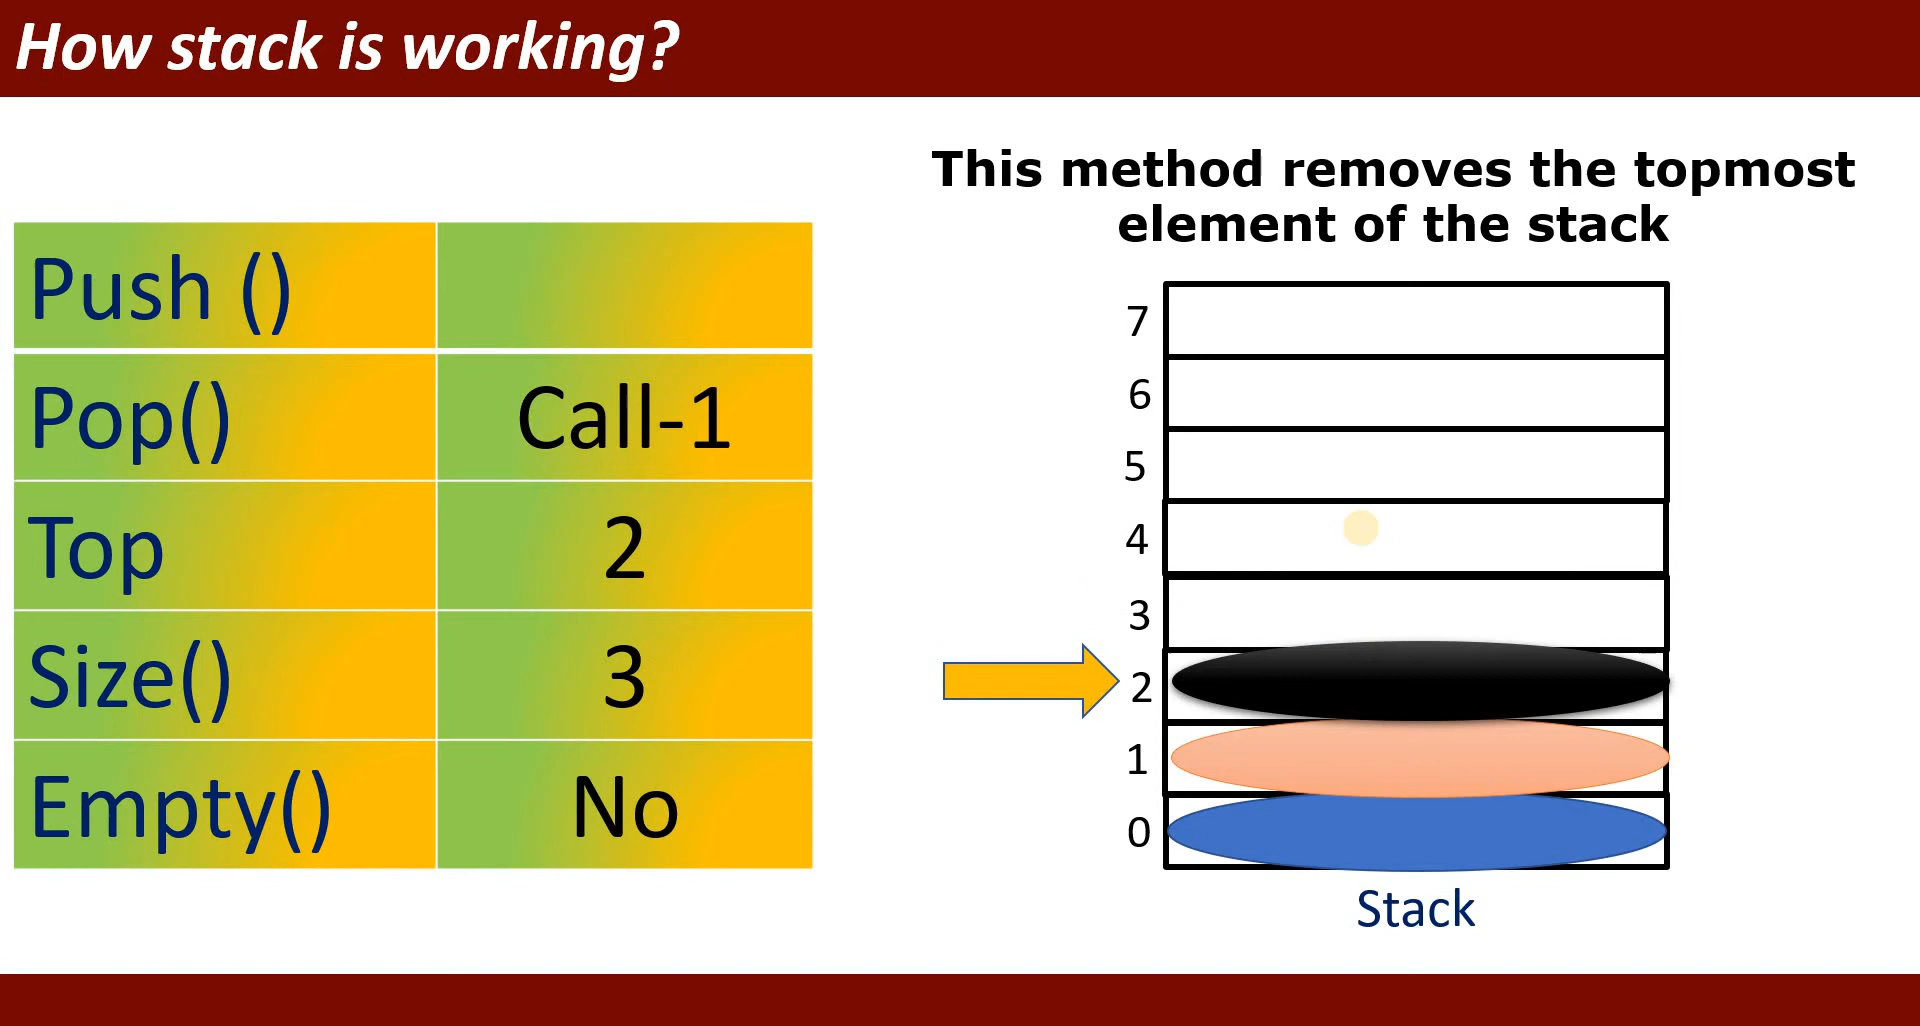 How stack is working?
This method removes the topmost
element of the stack
Push ()
Pop() Call-1
Top 2
Size() 3
Empty() No
7
6
5
4
3
2
1
0
Stack